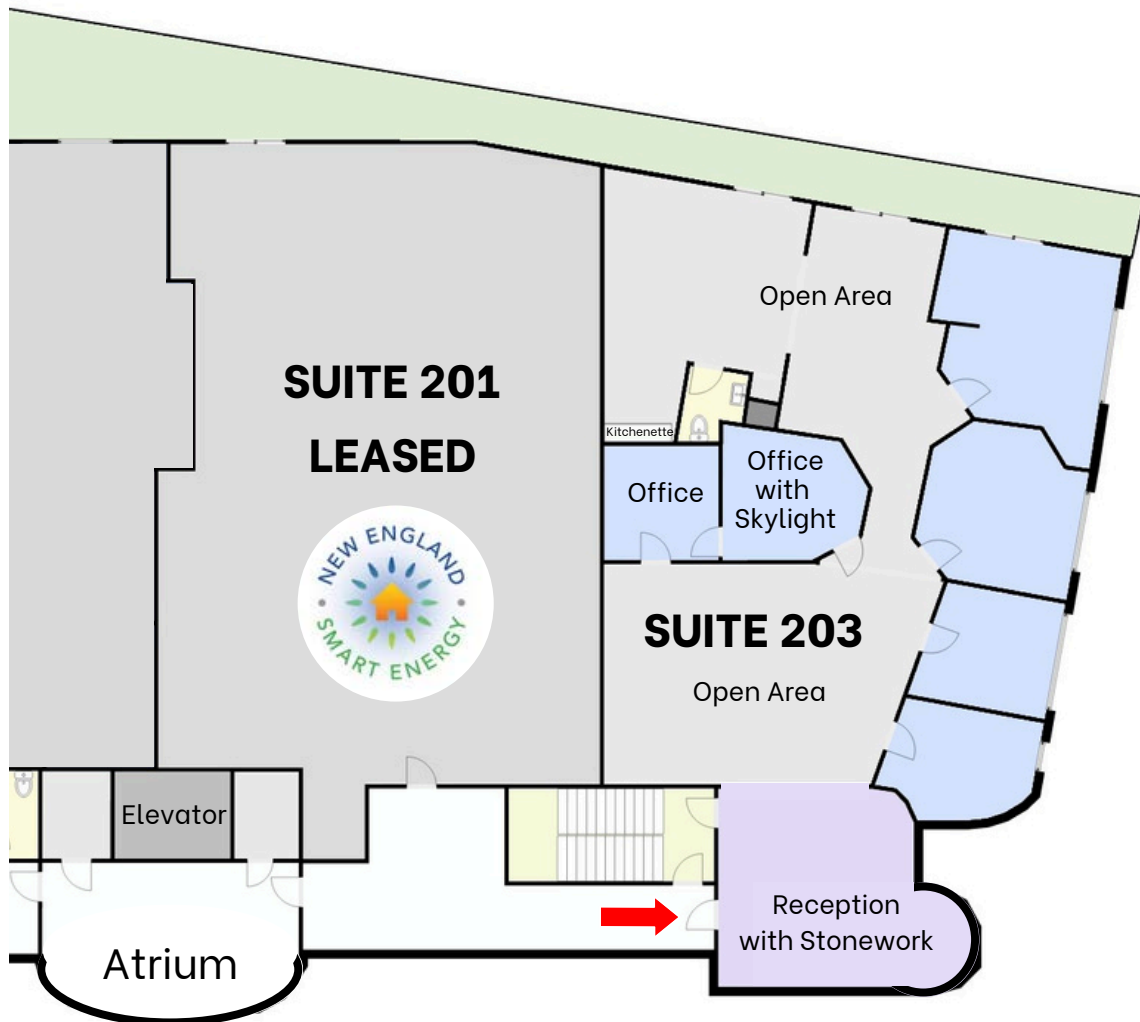 Open Area
SUITE 201
LEASED
Kitchenette
Office
Office
with
Skylight
NEW ENGLAND
SMART ENERGY
SUITE 203
Open Area
Elevator
Reception
with Stonework
Atrium